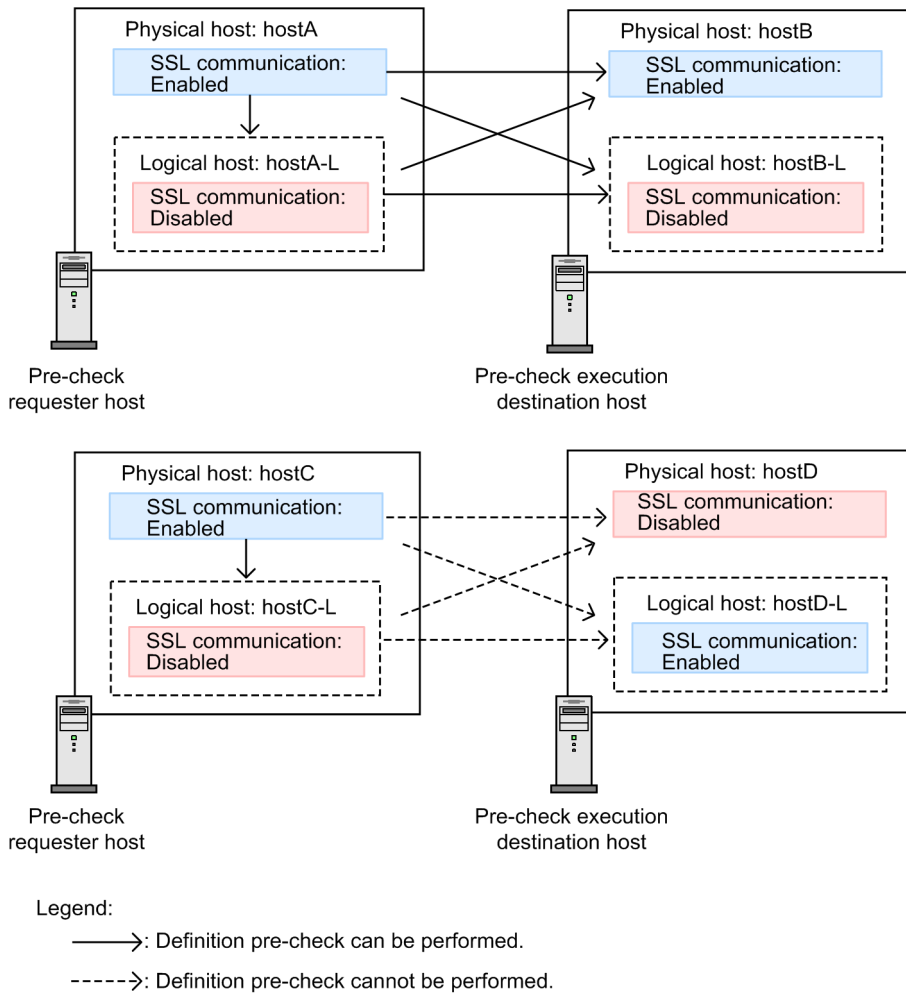 Physical host: hostA
SSL communication:
Enabled
Logical host: hostA-L
SSL communication:
Disabled
Pre-check
requester host
Physical host: hostB
SSL communication:
Enabled
Logical host: hostB-L
SSL communication:
Disabled
Pre-check execution
destination host
Physical host: hostC
SSL communication:
Enabled
Logical host: hostC-L
SSL communication:
Disabled
Pre-check
requester host
Physical host: hostD
SSL communication:
Disabled
Logical host: hostD-L
SSL communication:
Enabled
Pre-check execution
destination host
Legend:
: Definition pre-check can be performed.
: Definition pre-check cannot be performed.